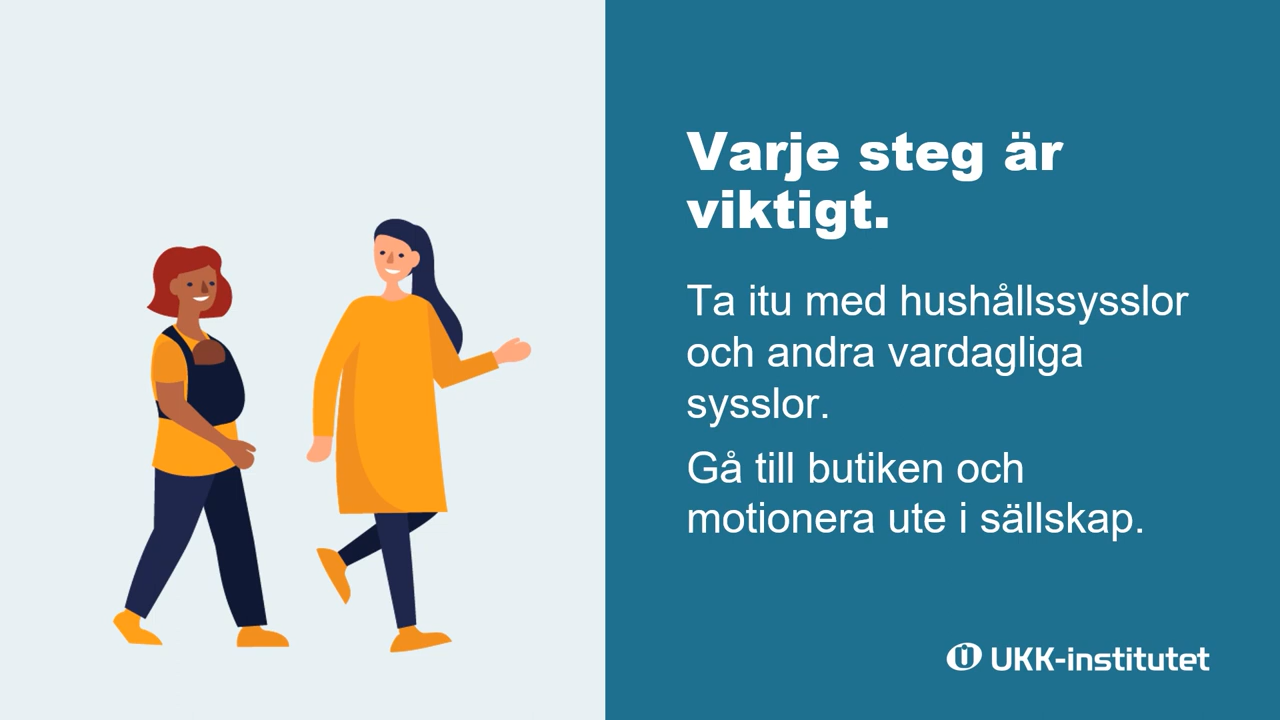 Varje steg är
viktigt.
Ta itu med hushållssysslor
och andra vardagliga
sysslor.
Gå till butiken och
motionera ute i sällskap.
UKK-institutet